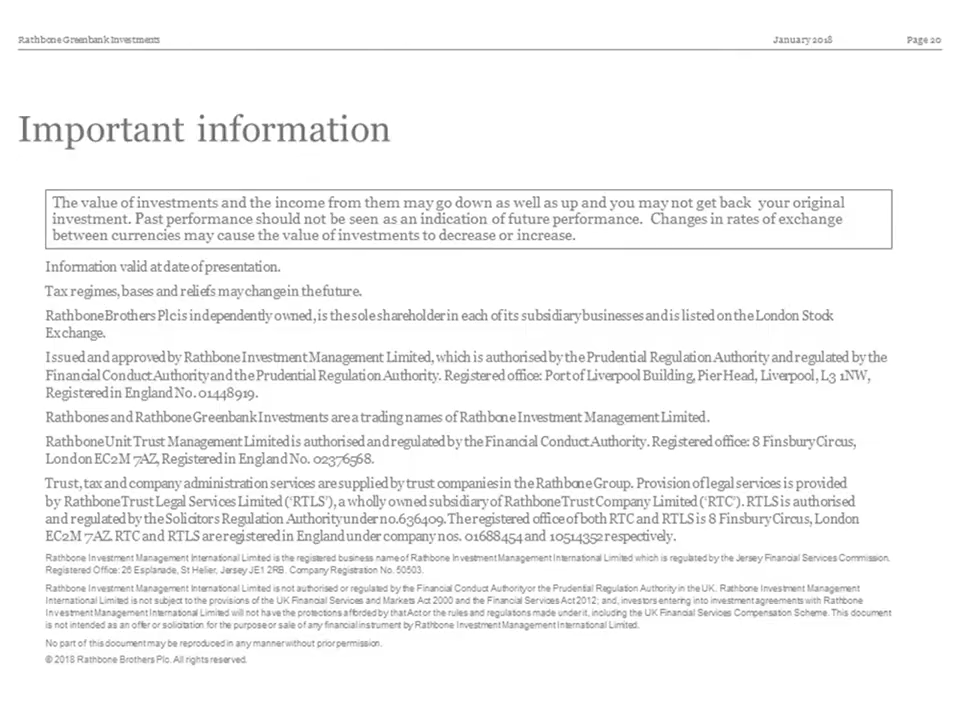 Rathbone Greenbank Investments
January 2018
Page 20
Important information
The value of investments and the income from them may go down as well as up and you may not get back your original
investment. Past performance should not be seen as an indication of future performance. Changes in rates of exchange
between currencies may cause the value of investments to decrease or increase.
Information valid at date of presentation.
Tax regimes, bases and reliefs may change in the future.
Rathbone Brothers Plc is independently owned, is the sole shareholder in each of its subsidiary businesses and is listed on the London Stock
Exchange.
Issued and approved by Rathbone Investment Management Limited, which is authorised by the Prudential Regulation Authority and regulated by the
Financial Conduct Authority and the Prudential Regulation Authority. Registered office: Port of Liverpool Building, Pier Head, Liverpool, L3 1NW,
Registered in England No. 01448919.
Rathbones and Rathbone Greenbank Investments are a trading names of Rathbone Investment Management Limited.
Rathbone Unit Trust Management Limited is authorised and regulated by the Financial Conduct Authority. Registered office: 8 Finsbury Circus,
London EC2M 7AZ, Registered in England No. 02376568.
Trust, tax and company administration services are supplied by trust companies in the Rathbone Group. Provision of legal services is provided
by Rathbone Trust Legal Services Limited ('RTLS'), a wholly owned subsidiary of Rathbone Trust Company Limited ('RTC'). RTLS is authorised
and regulated by the Solicitors Regulation Authority under no.636409. The registered office of both RTC and RTLS is 8 Finsbury Circus, London
EC2M 7AZ. RTC and RTLS are registered in England under company nos. 01688454 and 10514352 respectively.
Rathbone Investment Management International Limited is the registered business name of Rathbone Investment Management International Limited which is regulated by the Jersey Financial Services Commission.
Registered Office: 26 Esplanade, St Helier, Jersey JE1 2RB. Company Registration No. 50503.
Rathbone Investment Management International Limited is not authorised or regulated by the Financial Conduct Authority or the Prudential Regulation Authority in the UK. Rathbone Investment Management
International Limited is not subject to the provisions of the UK Financial Services and Markets Act 2000 and the Financial Services Act 2012; and, investors entering into investment agreements with Rathbone
Investment Management International Limited will not have the protections afforded by that Act or the rules and regulations made under it, including the UK Financial Services Compensation Scheme. This document
is not intended as an offer or solicitation for the purpose or sale of any financial instrument by Rathbone Investment Management International Limited.
No part of this document may be reproduced in any manner without prior permission.
© 2018 Rathbone Brothers Plc. All rights reserved.